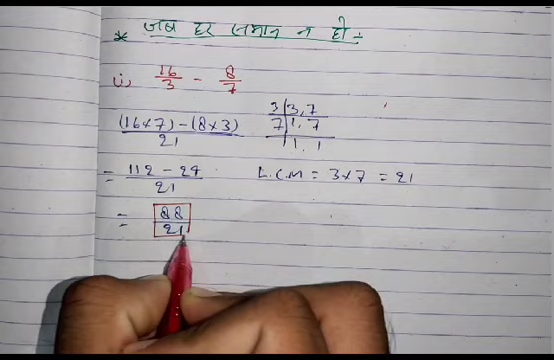 * जब हर समान न हो :-
i) 16/3 - 8/7
(16×7) - (8×3) / 21
3 | 3, 7
7 | 1, 7
1, 1
= 112 - 24 / 21
L.C.M = 3×7 = 21
= 88/21